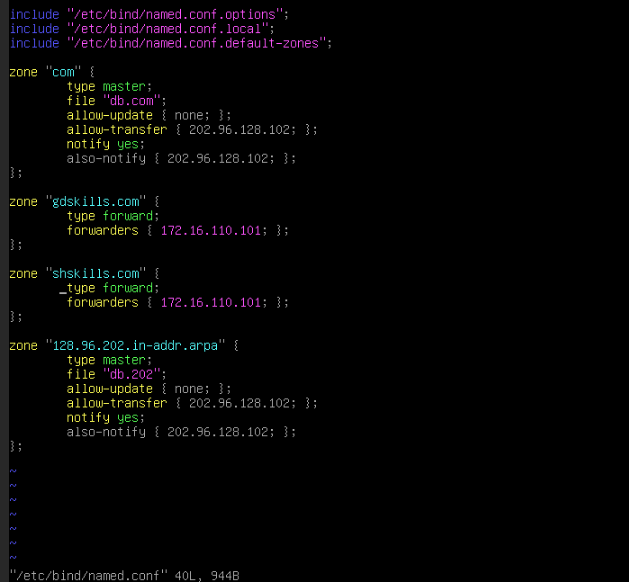 include "/etc/bind/named.conf.options";
include "/etc/bind/named.conf.local";
include "/etc/bind/named.conf.default-zones";
zone "com" {
type master;
file "db.com";
allow-update { none; };
allow-transfer { 202.96.128.102; };
notify yes;
also-notify { 202.96.128.102; };
};
zone "gdskills.com" {
type forward;
forwarders { 172.16.110.101; };
};
zone "shskills.com" {
type forward;
forwarders { 172.16.110.101; };
};
zone "128.96.202.in-addr.arpa" {
type master;
file "db.202";
allow-update { none; };
allow-transfer { 202.96.128.102; };
notify yes;
also-notify { 202.96.128.102; };
};
~
~
~
~
~
~
~
"/etc/bind/named.conf" 40L, 944B